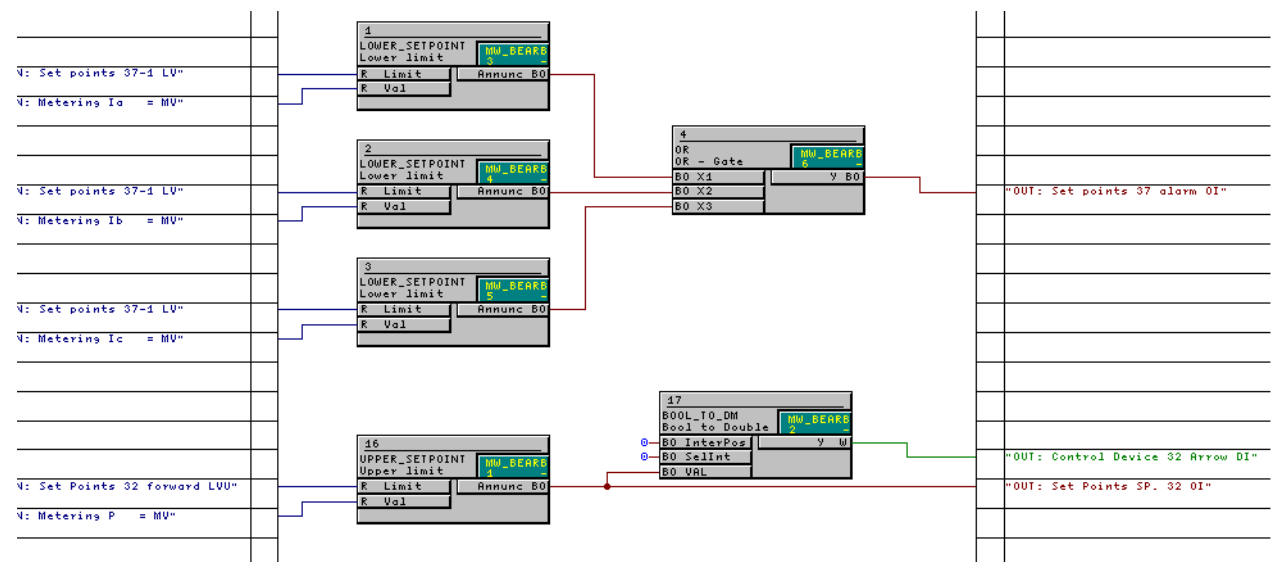 1
LOWER_SETPOINT
Lower limit
MW_BEARB
3 -
R Limit
Annunc BO
R Val
N: Set points 37-1 LV"
N: Metering Ia = MV"
2
LOWER_SETPOINT
Lower limit
MW_BEARB
4 -
R Limit
Annunc BO
R Val
N: Set points 37-1 LV"
N: Metering Ib = MV"
4
OR
OR - Gate
MW_BEARB
6 -
BO X1
Y BO
BO X2
BO X3
"OUT: Set points 37 alarm OI"
3
LOWER_SETPOINT
Lower limit
MW_BEARB
5 -
R Limit
Annunc BO
R Val
N: Set points 37-1 LV"
N: Metering Ic = MV"
17
BOOL_TO_DM
Bool to Double
MW_BEARB
2 -
0
BO InterPos
Y W
0
BO SelInt
BO VAL
"OUT: Control Device 32 Arrow DI"
16
UPPER_SETPOINT
Upper limit
MW_BEARB
1 -
R Limit
Annunc BO
R Val
N: Set Points 32 forward LVU"
N: Metering P = MV"
"OUT: Set Points SP. 32 OI"